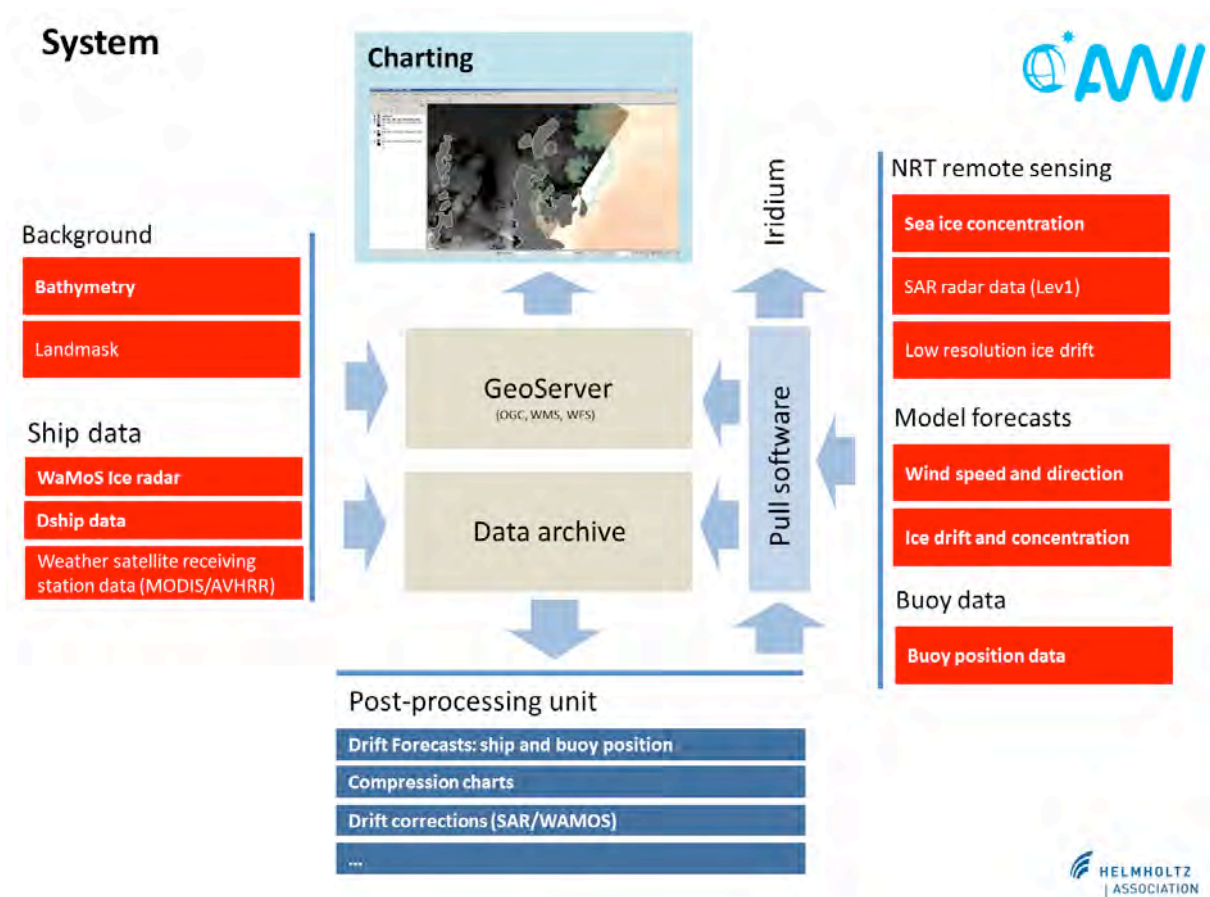 System
Charting
AWI
Iridium
NRT remote sensing
Sea ice concentration
SAR radar data (Lev1)
Low resolution ice drift
Background
Bathymetry
Landmask
GeoServer
(OGC, WMS, WFS)
Pull software
Model forecasts
Wind speed and direction
Ice drift and concentration
Ship data
WaMoS Ice radar
Dship data
Weather satellite receiving
station data (MODIS/AVHRR)
Data archive
Buoy data
Buoy position data
Post-processing unit
Drift Forecasts: ship and buoy position
Compression charts
Drift corrections (SAR/WAMOS)
...
HELMHOLTZ
| ASSOCIATION